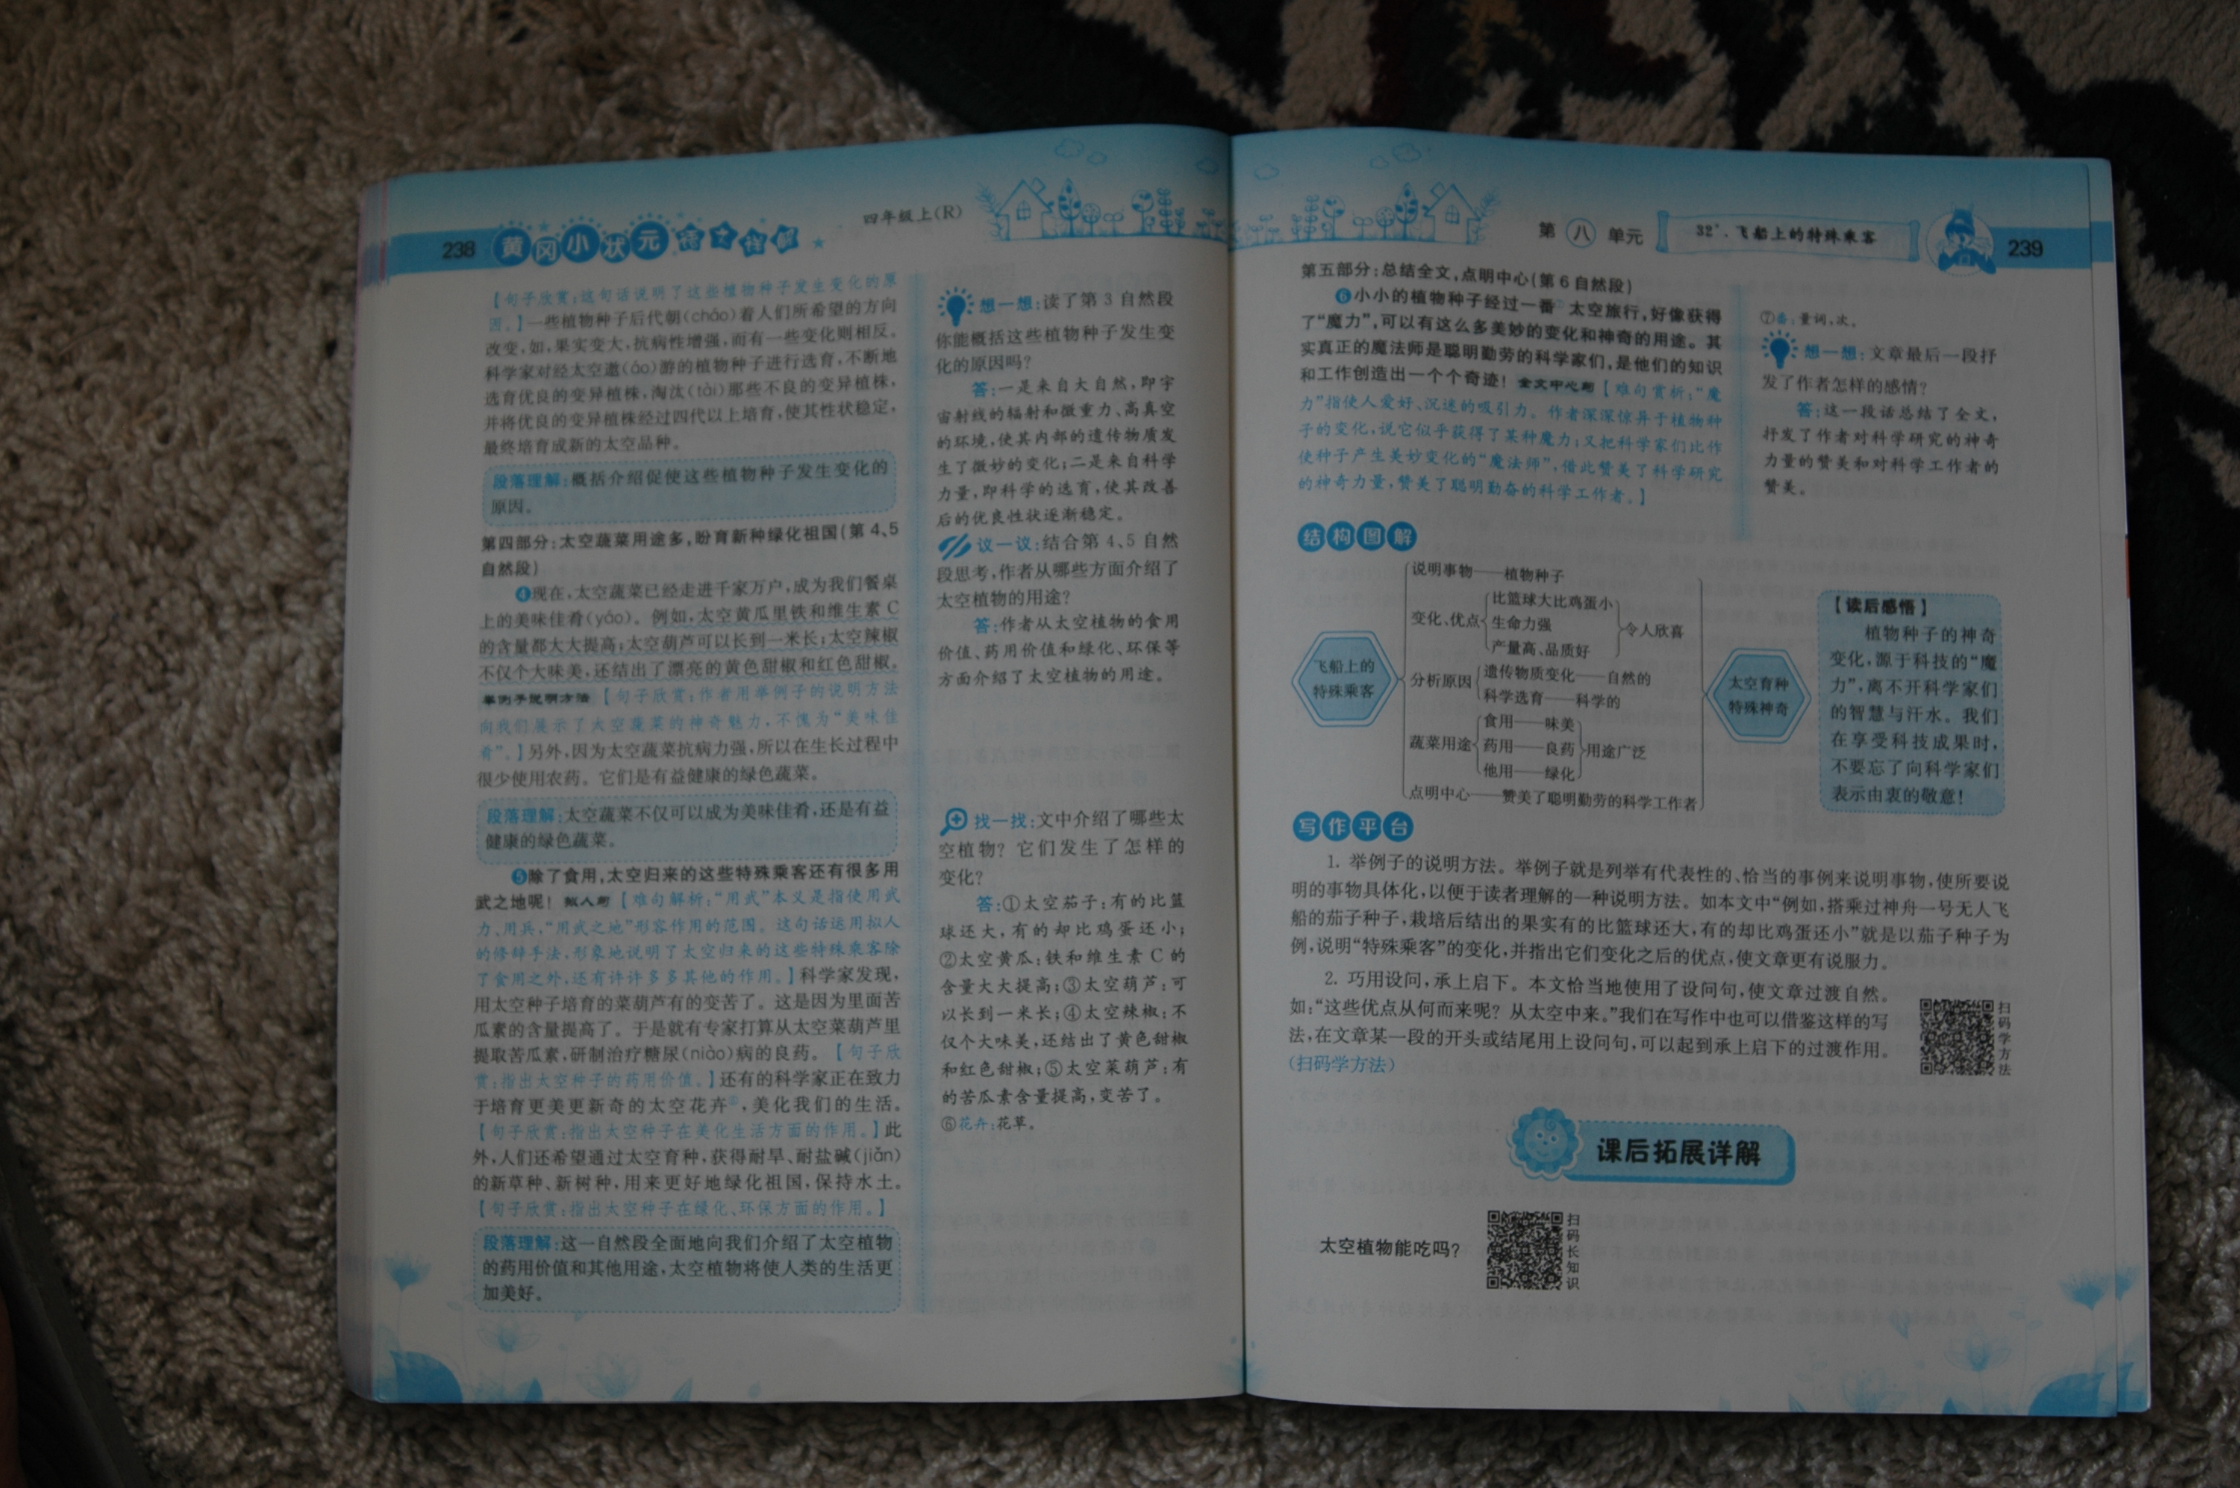 238 黄冈小状元 四年级上(R)
【句子欣赏:这句话说明了这些植物种子发生变化的原
因。】一些植物种子后代朝(cháo)着人们所希望的方向
改变,如,果实变大,抗病性增强,而有一些变化则相反。
科学家对经太空遨(áo)游的植物种子进行选育,不断地
选育优良的变异植株,淘汰(tài)那些不良的变异植株,
并将优良的变异植株经过四代以上培育,使其性状稳定,
最终培育成新的太空品种。
段落理解:概括介绍促使这些植物种子发生变化的
原因。
第四部分:太空蔬菜用途多,盼育新种绿化祖国(第4、5
自然段)
❹现在,太空蔬菜已经走进千家万户,成为我们餐桌
上的美味佳肴(yáo)。例如,太空黄瓜里铁和维生素C
的含量都大大提高;太空葫芦可以长到一米长;太空辣椒
不仅个大味美,还结出了漂亮的黄色甜椒和红色甜椒。
举例子说明方法【句子欣赏:作者用举例子的说明方法
向我们展示了太空蔬菜的神奇魅力,不愧为“美味佳
肴”。】另外,因为太空蔬菜抗病力强,所以在生长过程中
很少使用农药。它们是有益健康的绿色蔬菜。
段落理解:太空蔬菜不仅可以成为美味佳肴,还是有益
健康的绿色蔬菜。
❺除了食用,太空归来的这些特殊乘客还有很多用
武之地呢!拟人句【难句解析:“用武”本义是指使用武
力、用兵,“用武之地”形容作用的范围。这句话运用拟人
的修辞手法,形象地说明了太空归来的这些特殊乘客除
了食用之外,还有许许多多其他的作用。】科学家发现,
用太空种子培育的菜葫芦有的变苦了。这是因为里面苦
瓜素的含量提高了。于是就有专家打算从太空菜葫芦里
提取苦瓜素,研制治疗糖尿(niào)病的良药。【句子欣
赏:指出太空种子的药用价值。】还有的科学家正在致力
于培育更美更新奇的太空花卉⑥,美化我们的生活。
【句子欣赏:指出太空种子在美化生活方面的作用。】此
外,人们还希望通过太空育种,获得耐旱、耐盐碱(jiǎn)
的新草种、新树种,用来更好地绿化祖国,保持水土。
【句子欣赏:指出太空种子在绿化、环保方面的作用。】
段落理解:这一自然段全面地向我们介绍了太空植物
的药用价值和其他用途,太空植物将使人类的生活更
加美好。
想一想:读了第3自然段
你能概括这些植物种子发生变
化的原因吗?
答:一是来自大自然,即宇
宙射线的辐射和微重力、高真空
的环境,使其内部的遗传物质发
生了微妙的变化;二是来自科学
力量,即科学的选育,使其改善
后的优良性状逐渐稳定。
议一议:结合第4、5自然
段思考,作者从哪些方面介绍了
太空植物的用途?
答:作者从太空植物的食用
价值、药用价值和绿化、环保等
方面介绍了太空植物的用途。
找一找:文中介绍了哪些太
空植物?它们发生了怎样的
变化?
答:①太空茄子:有的比篮
球还大,有的却比鸡蛋还小;
②太空黄瓜:铁和维生素C的
含量大大提高;③太空葫芦:可
以长到一米长;④太空辣椒:不
仅个大味美,还结出了黄色甜椒
和红色甜椒;⑤太空菜葫芦:有
的苦瓜素含量提高,变苦了。
⑥花卉:花草。
第八单元 32*.飞船上的特殊乘客 239
第五部分:总结全文,点明中心(第6自然段)
❻小小的植物种子经过一番⑦太空旅行,好像获得
了“魔力”,可以有这么多美妙的变化和神奇的用途。其
实真正的魔法师是聪明勤劳的科学家们,是他们的知识
和工作创造出一个个奇迹!全文中心句【难句赏析:“魔
力”指使人爱好、沉迷的吸引力。作者深深惊异于植物种
子的变化,说它似乎获得了某种魔力;又把科学家们比作
使种子产生美妙变化的“魔法师”,借此赞美了科学研究
的神奇力量,赞美了聪明勤奋的科学工作者。】
⑦番:量词,次。
想一想:文章最后一段抒
发了作者怎样的感情?
答:这一段话总结了全文,
抒发了作者对科学研究的神奇
力量的赞美和对科学工作者的
赞美。
结构图解
飞船上的
特殊乘客
说明事物——植物种子
变化、优点
比篮球大比鸡蛋小
生命力强
产量高、品质好
令人欣喜
分析原因
遗传物质变化——自然的
科学选育——科学的
蔬菜用途
食用——味美
药用——良药
他用——绿化
用途广泛
点明中心——赞美了聪明勤劳的科学工作者
太空育种
特殊神奇
【读后感悟】
植物种子的神奇
变化,源于科技的“魔
力”,离不开科学家们
的智慧与汗水。我们
在享受科技成果时,
不要忘了向科学家们
表示由衷的敬意!
写作平台
1. 举例子的说明方法。举例子就是列举有代表性的、恰当的事例来说明事物,使所要说
明的事物具体化,以便于读者理解的一种说明方法。如本文中“例如,搭乘过神舟一号无人飞
船的茄子种子,栽培后结出的果实有的比篮球还大,有的却比鸡蛋还小”就是以茄子种子为
例,说明“特殊乘客”的变化,并指出它们变化之后的优点,使文章更有说服力。
2. 巧用设问,承上启下。本文恰当地使用了设问句,使文章过渡自然。
如:“这些优点从何而来呢?从太空中来。”我们在写作中也可以借鉴这样的写
法,在文章某一段的开头或结尾用上设问句,可以起到承上启下的过渡作用。
(扫码学方法)
扫码学方法
课后拓展详解
太空植物能吃吗?
扫码长知识